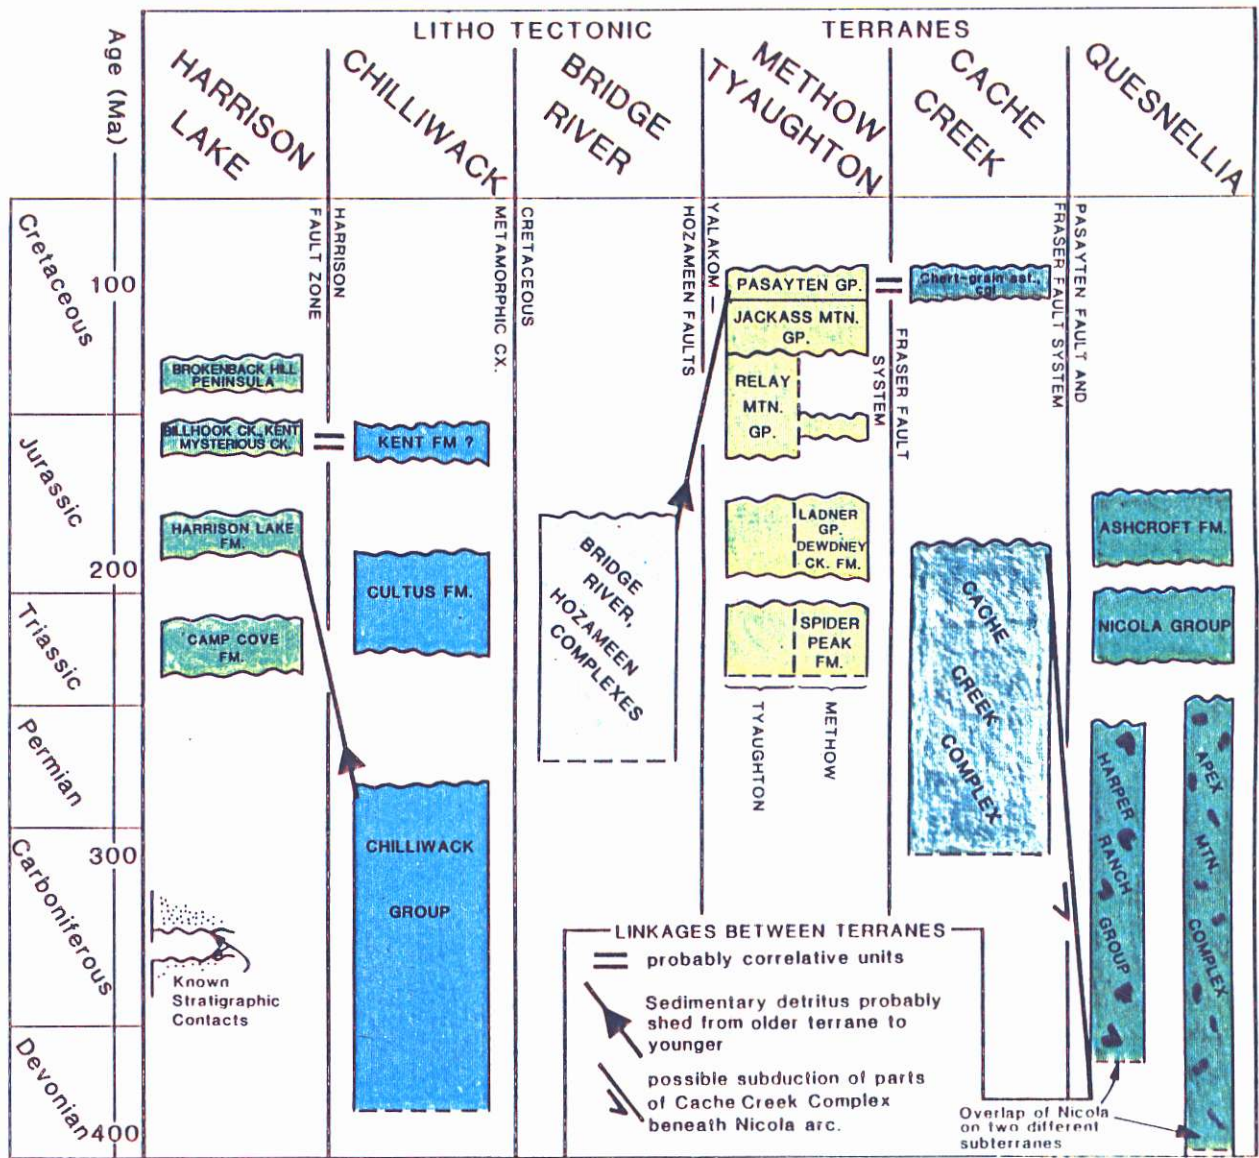 LITHO TECTONIC TERRANES
Age (Ma)
HARRISON
LAKE
CHILLIWACK
BRIDGE
RIVER
METHOW
TYAUGHTON
CACHE
CREEK
QUESNELLIA
Cretaceous
Jurassic
Triassic
Permian
Carboniferous
Devonian
100
200
300
400
HARRISON
FAULT ZONE
CRETACEOUS
METAMORPHIC CX.
YALAKOM —
HOZAMEEN FAULTS
FRASER FAULT
SYSTEM
PASAYTEN FAULT AND
FRASER FAULT SYSTEM
BROKENBACK HILL
PENINSULA
BILLHOOK CK., KENT
MYSTERIOUS CK.
=
HARRISON LAKE
FM.
CAMP COVE
FM.
Known
Stratigraphic
Contacts
KENT FM ?
CULTUS FM.
CHILLIWACK
GROUP
BRIDGE
RIVER,
HOZAMEEN
COMPLEXES
PASAYTEN GP.
=
JACKASS MTN.
GP.
RELAY
MTN.
GP.
LADNER
GP.
DEWDNEY
CK. FM.
SPIDER
PEAK
FM.
TYAUGHTON
METHOW
Chert-grain sst.,
cgl
CACHE
CREEK
COMPLEX
ASHCROFT FM.
NICOLA GROUP
HARPER
RANCH
GROUP
APEX
MTN.
COMPLEX
LINKAGES BETWEEN TERRANES
= probably correlative units
Sedimentary detritus probably
shed from older terrane to
younger
possible subduction of parts
of Cache Creek Complex
beneath Nicola arc.
Overlap of Nicola
on two different
subterranes